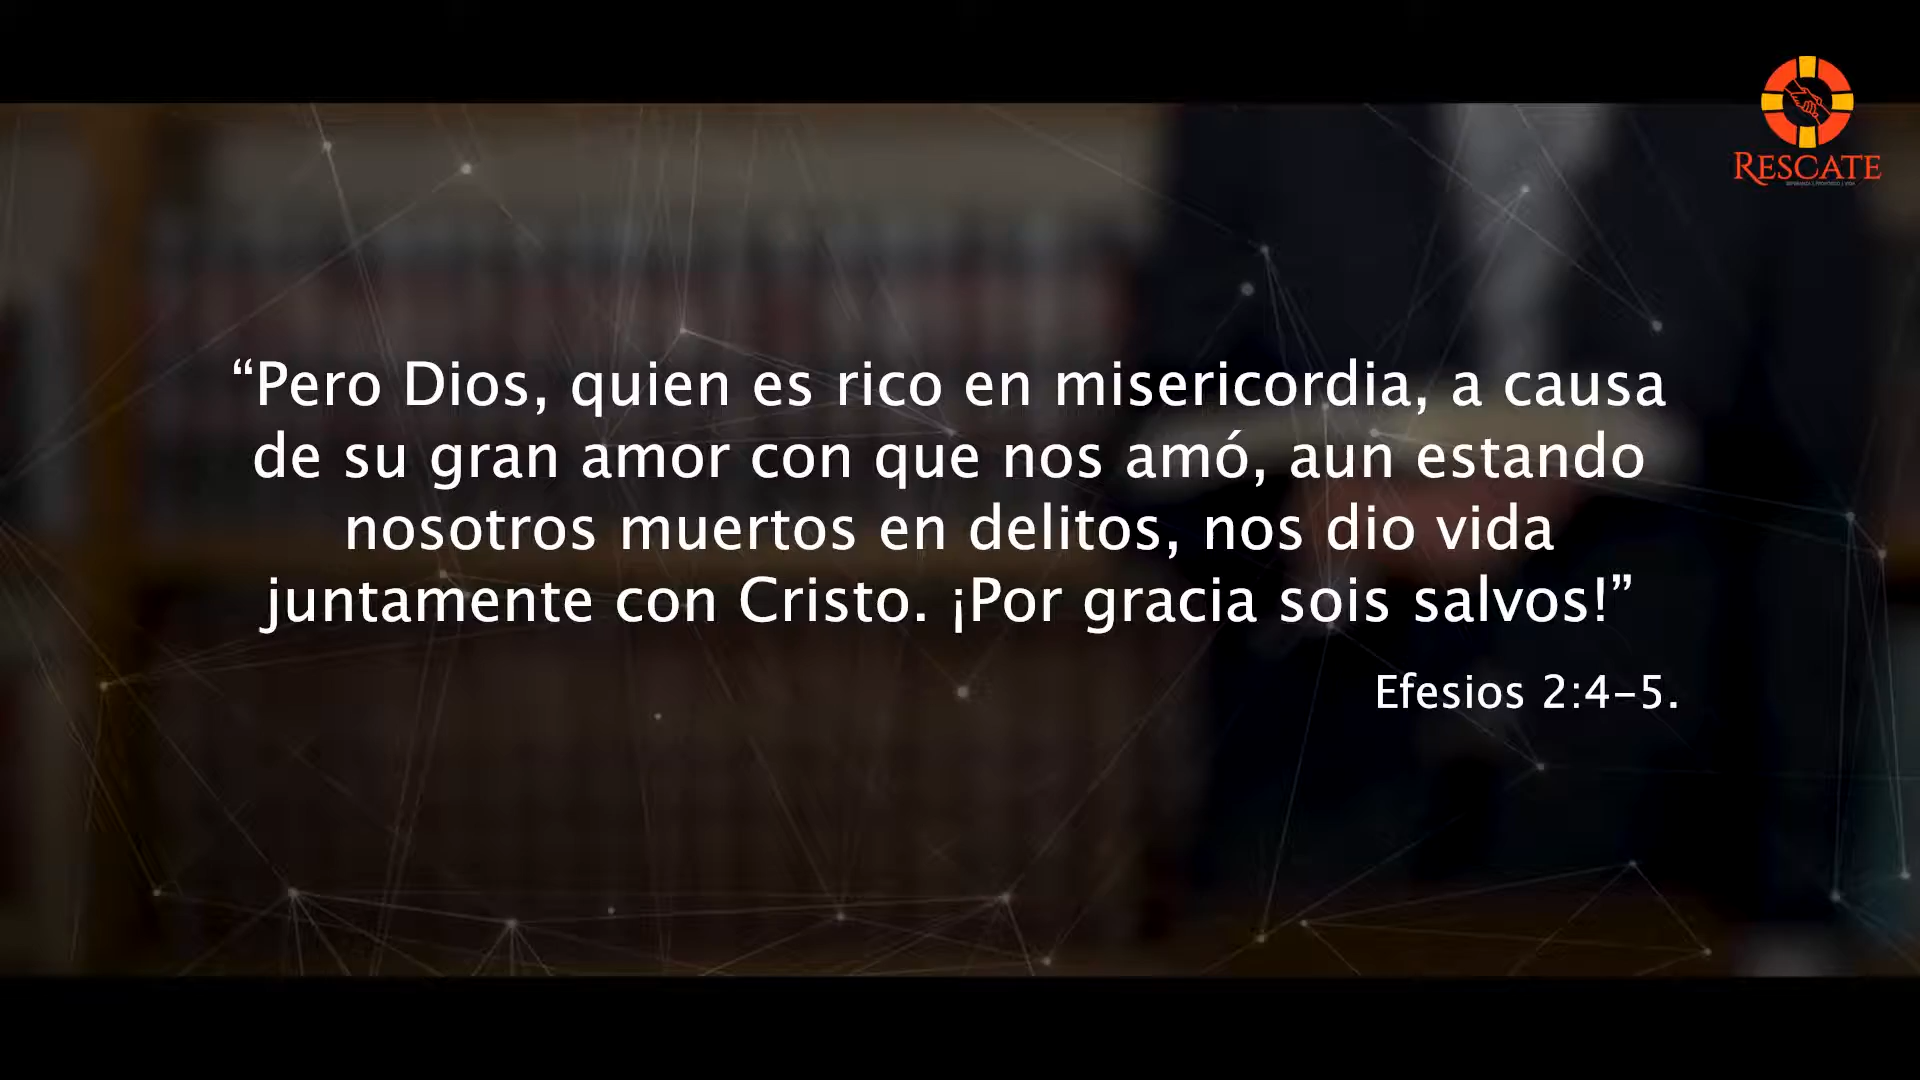 RESCATE
“Pero Dios, quien es rico en misericordia, a causa
de su gran amor con que nos amó, aun estando
nosotros muertos en delitos, nos dio vida
juntamente con Cristo. ¡Por gracia sois salvos!”
Efesios 2:4–5.